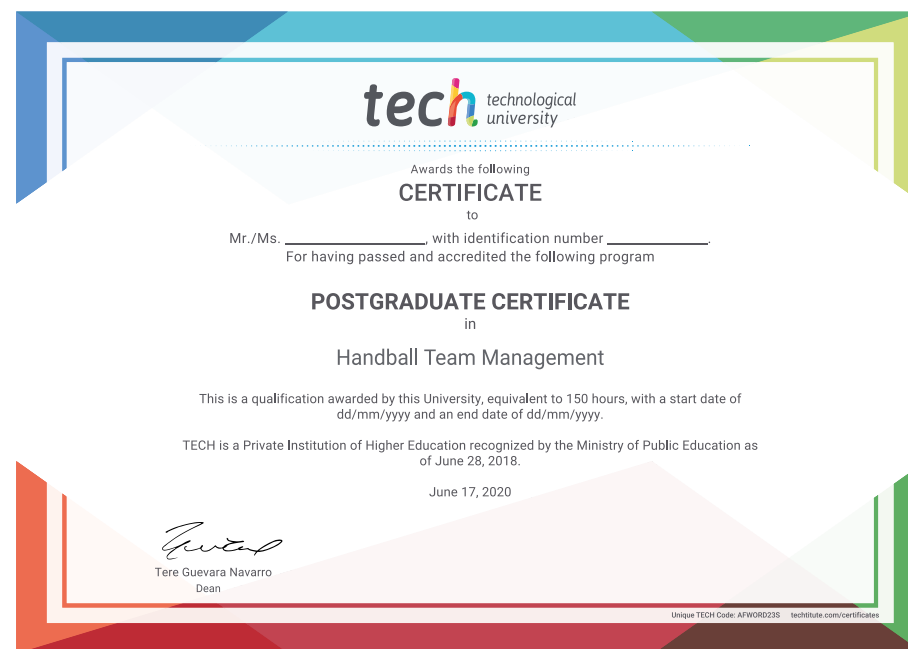 tech technological
university
Awards the following
CERTIFICATE
to
Mr./Ms. ____________________, with identification number ______________.
For having passed and accredited the following program
POSTGRADUATE CERTIFICATE
in
Handball Team Management
This is a qualification awarded by this University, equivalent to 150 hours, with a start date of
dd/mm/yyyy and an end date of dd/mm/yyyy.
TECH is a Private Institution of Higher Education recognized by the Ministry of Public Education as
of June 28, 2018.
June 17, 2020
Tere Guevara Navarro
Dean
Unique TECH Code: AFWORD23S techtitute.com/certificates